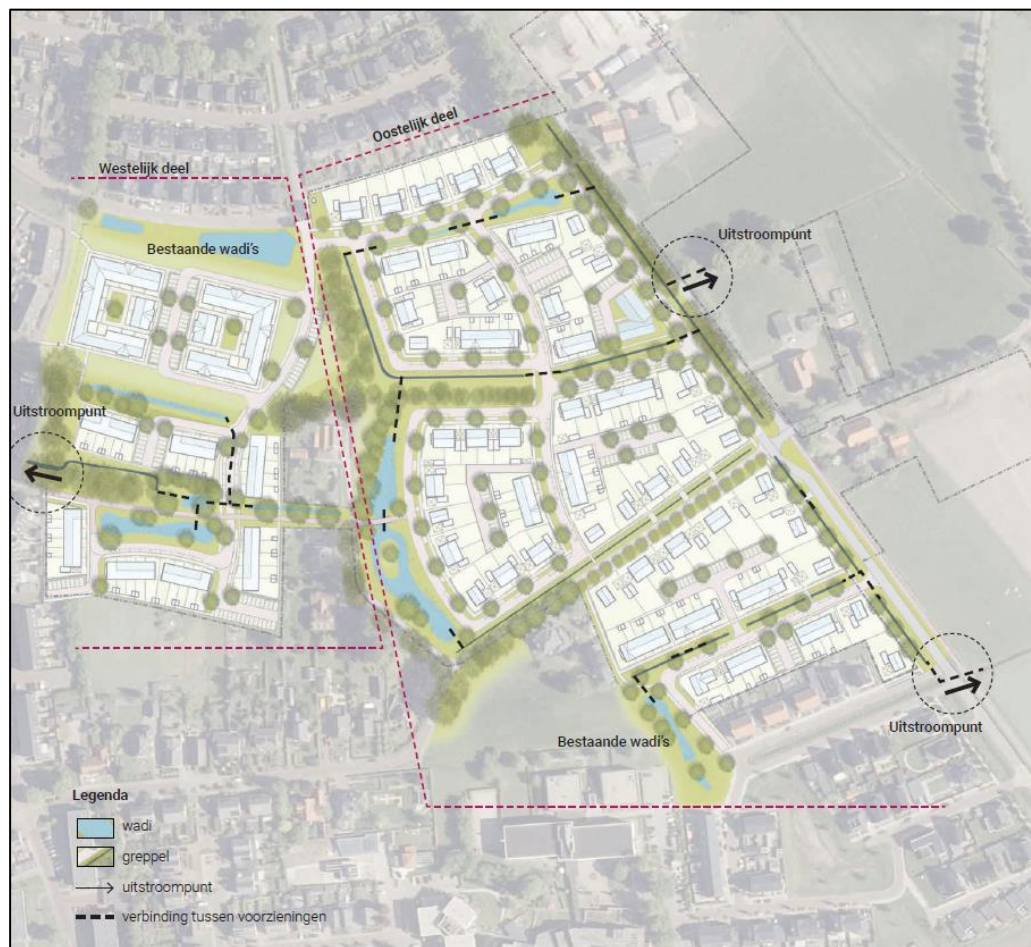 Oostelijk deel
Westelijk deel
Bestaande wadi's
Uitstroompunt
Uitstroompunt
Bestaande wadi's
Uitstroompunt
Legenda
wadi
greppel
uitstroompunt
verbinding tussen voorzieningen